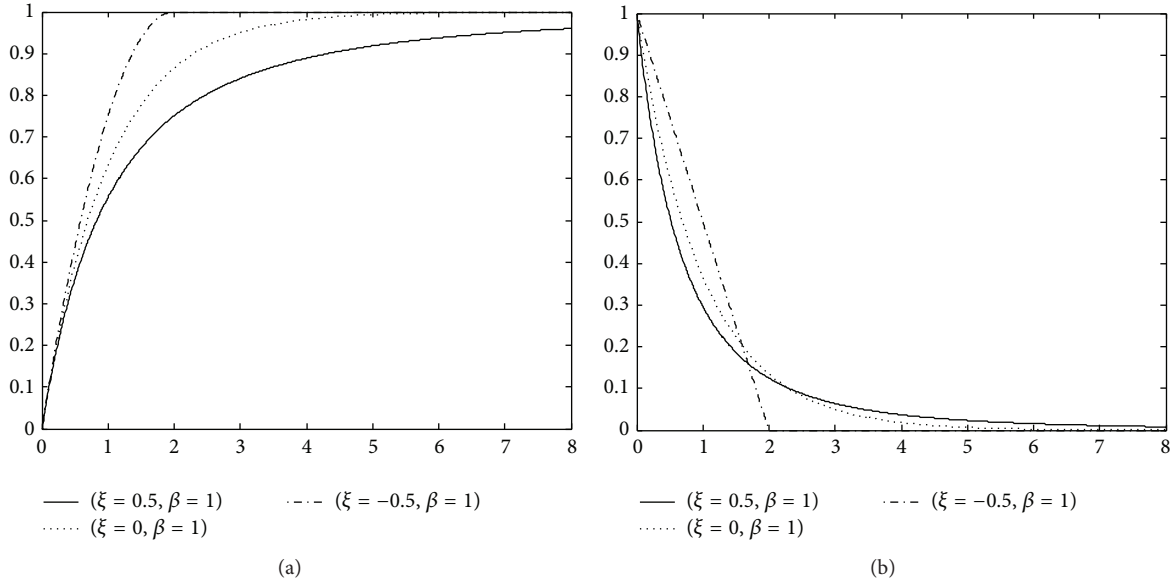 1
0.9
0.8
0.7
0.6
0.5
0.4
0.3
0.2
0.1
0
0 1 2 3 4 5 6 7 8
(ξ = 0.5, β = 1)
(ξ = −0.5, β = 1)
(ξ = 0, β = 1)
(a)
1
0.9
0.8
0.7
0.6
0.5
0.4
0.3
0.2
0.1
0
0 1 2 3 4 5 6 7 8
(ξ = 0.5, β = 1)
(ξ = −0.5, β = 1)
(ξ = 0, β = 1)
(b)